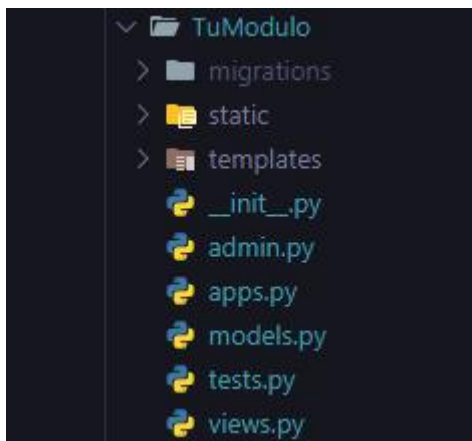 TuModulo
migrations
static
templates
__init__.py
admin.py
apps.py
models.py
tests.py
views.py